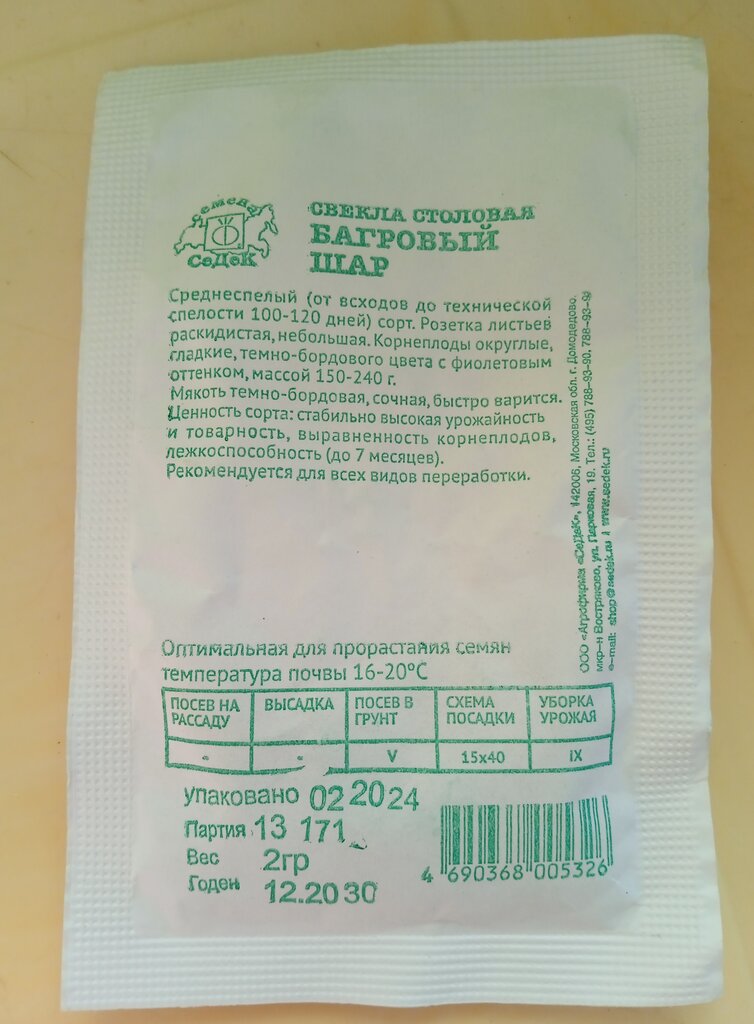 Семена
СеДеК
СВЕКЛА СТОЛОВАЯ
БАГРОВЫЙ
ШАР
Среднеспелый (от всходов до технической
спелости 100-120 дней) сорт. Розетка листьев
раскидистая, небольшая. Корнеплоды округлые,
гладкие, темно-бордового цвета с фиолетовым
оттенком, массой 150-240 г.
Мякоть темно-бордовая, сочная, быстро варится.
Ценность сорта: стабильно высокая урожайность
и товарность, выравненность корнеплодов,
лежкоспособность (до 7 месяцев).
Рекомендуется для всех видов переработки.
ООО «Агрофирма «СеДеК», 142006, Московская обл. г. Домодедово,
мкр-н Востряково, ул. Парковая, 19. Тел.: (495) 788-93-90, 788-93-9
e-mail: shop@sedek.ru / www.sedek.ru
Оптимальная для прорастания семян
температура почвы 16-20°С
ПОСЕВ НА РАССАДУ ВЫСАДКА ПОСЕВ В ГРУНТ СХЕМА ПОСАДКИ УБОРКА УРОЖАЯ
- - V 15х40 IX
упаковано 02 2024
Партия 13 171
Вес 2гр
Годен 12.2030
4 690368 005326